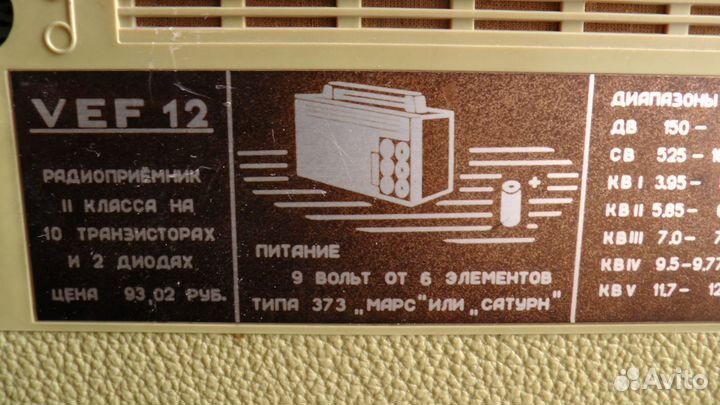 VEF 12
РАДИОПРИЁМНИК
II КЛАССА НА
10 ТРАНЗИСТОРАХ
И 2 ДИОДАХ
ЦЕНА 93,02 РУБ.
ПИТАНИЕ
9 ВОЛЬТ ОТ 6 ЭЛЕМЕНТОВ
ТИПА 373 „МАРС" ИЛИ „САТУРН"
ДИАПАЗОНЫ
ДВ 150-
СВ 525-
КВ I 3.95-
КВ II 5.85-
КВ III 7.0-
КВ IV 9.5-9.77
КВ V 11.7-
Avito